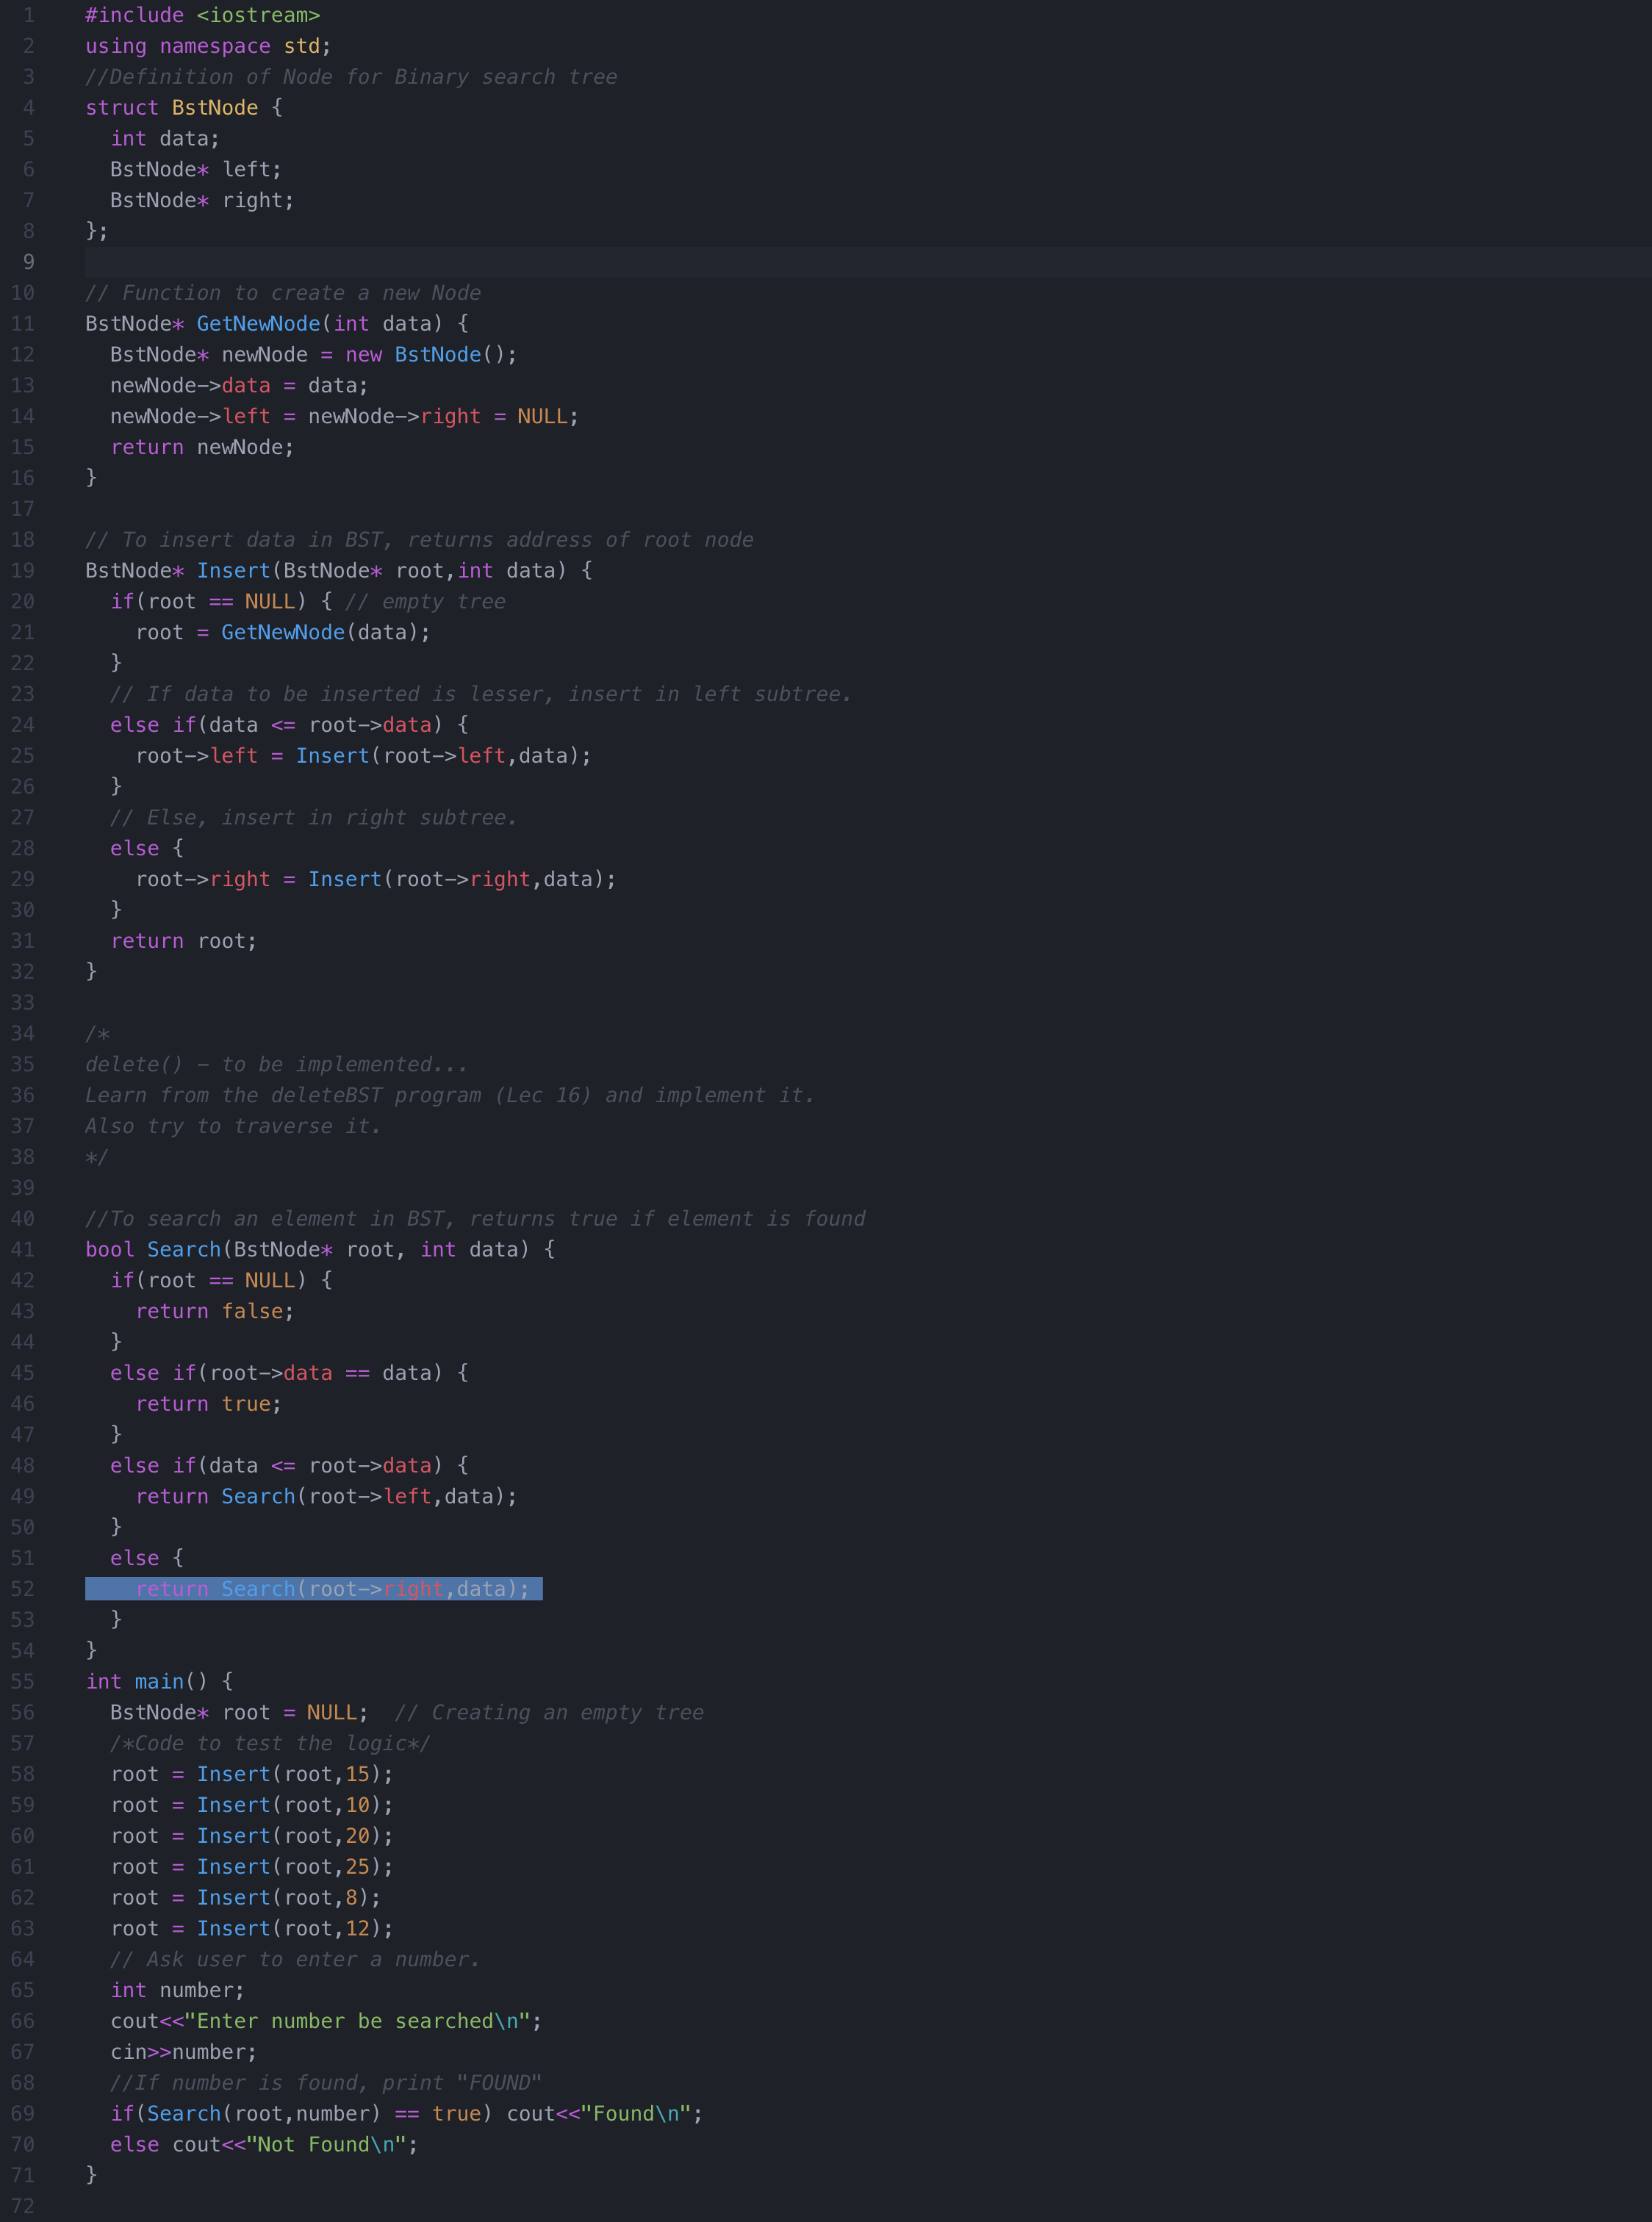 1 #include <iostream>
2 using namespace std;
3 //Definition of Node for Binary search tree
4 struct BstNode {
5   int data;
6   BstNode* left;
7   BstNode* right;
8 };
9
10 // Function to create a new Node
11 BstNode* GetNewNode(int data) {
12   BstNode* newNode = new BstNode();
13   newNode->data = data;
14   newNode->left = newNode->right = NULL;
15   return newNode;
16 }
17
18 // To insert data in BST, returns address of root node
19 BstNode* Insert(BstNode* root,int data) {
20   if(root == NULL) { // empty tree
21     root = GetNewNode(data);
22   }
23   // If data to be inserted is lesser, insert in left subtree.
24   else if(data <= root->data) {
25     root->left = Insert(root->left,data);
26   }
27   // Else, insert in right subtree.
28   else {
29     root->right = Insert(root->right,data);
30   }
31   return root;
32 }
33
34 /*
35 delete() - to be implemented...
36 Learn from the deleteBST program (Lec 16) and implement it.
37 Also try to traverse it.
38 */
39
40 //To search an element in BST, returns true if element is found
41 bool Search(BstNode* root, int data) {
42   if(root == NULL) {
43     return false;
44   }
45   else if(root->data == data) {
46     return true;
47   }
48   else if(data <= root->data) {
49     return Search(root->left,data);
50   }
51   else {
52     return Search(root->right,data);
53   }
54 }
55 int main() {
56   BstNode* root = NULL;  // Creating an empty tree
57   /*Code to test the logic*/
58   root = Insert(root,15);
59   root = Insert(root,10);
60   root = Insert(root,20);
61   root = Insert(root,25);
62   root = Insert(root,8);
63   root = Insert(root,12);
64   // Ask user to enter a number.
65   int number;
66   cout<<"Enter number be searched\n";
67   cin>>number;
68   //If number is found, print "FOUND"
69   if(Search(root,number) == true) cout<<"Found\n";
70   else cout<<"Not Found\n";
71 }
72